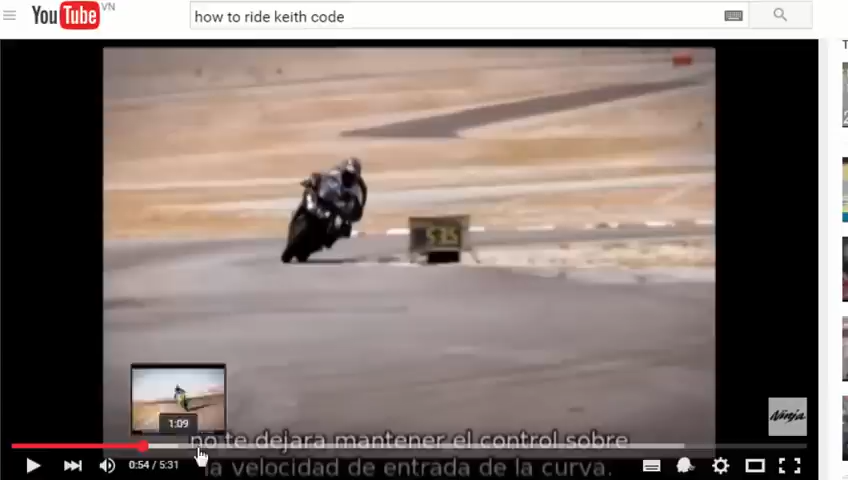 YouTube VN
how to ride keith code
515
1:09
no te dejara mantener el control sobre
la velocidad de entrada de la curva.
Ninja
0:54 / 5:31